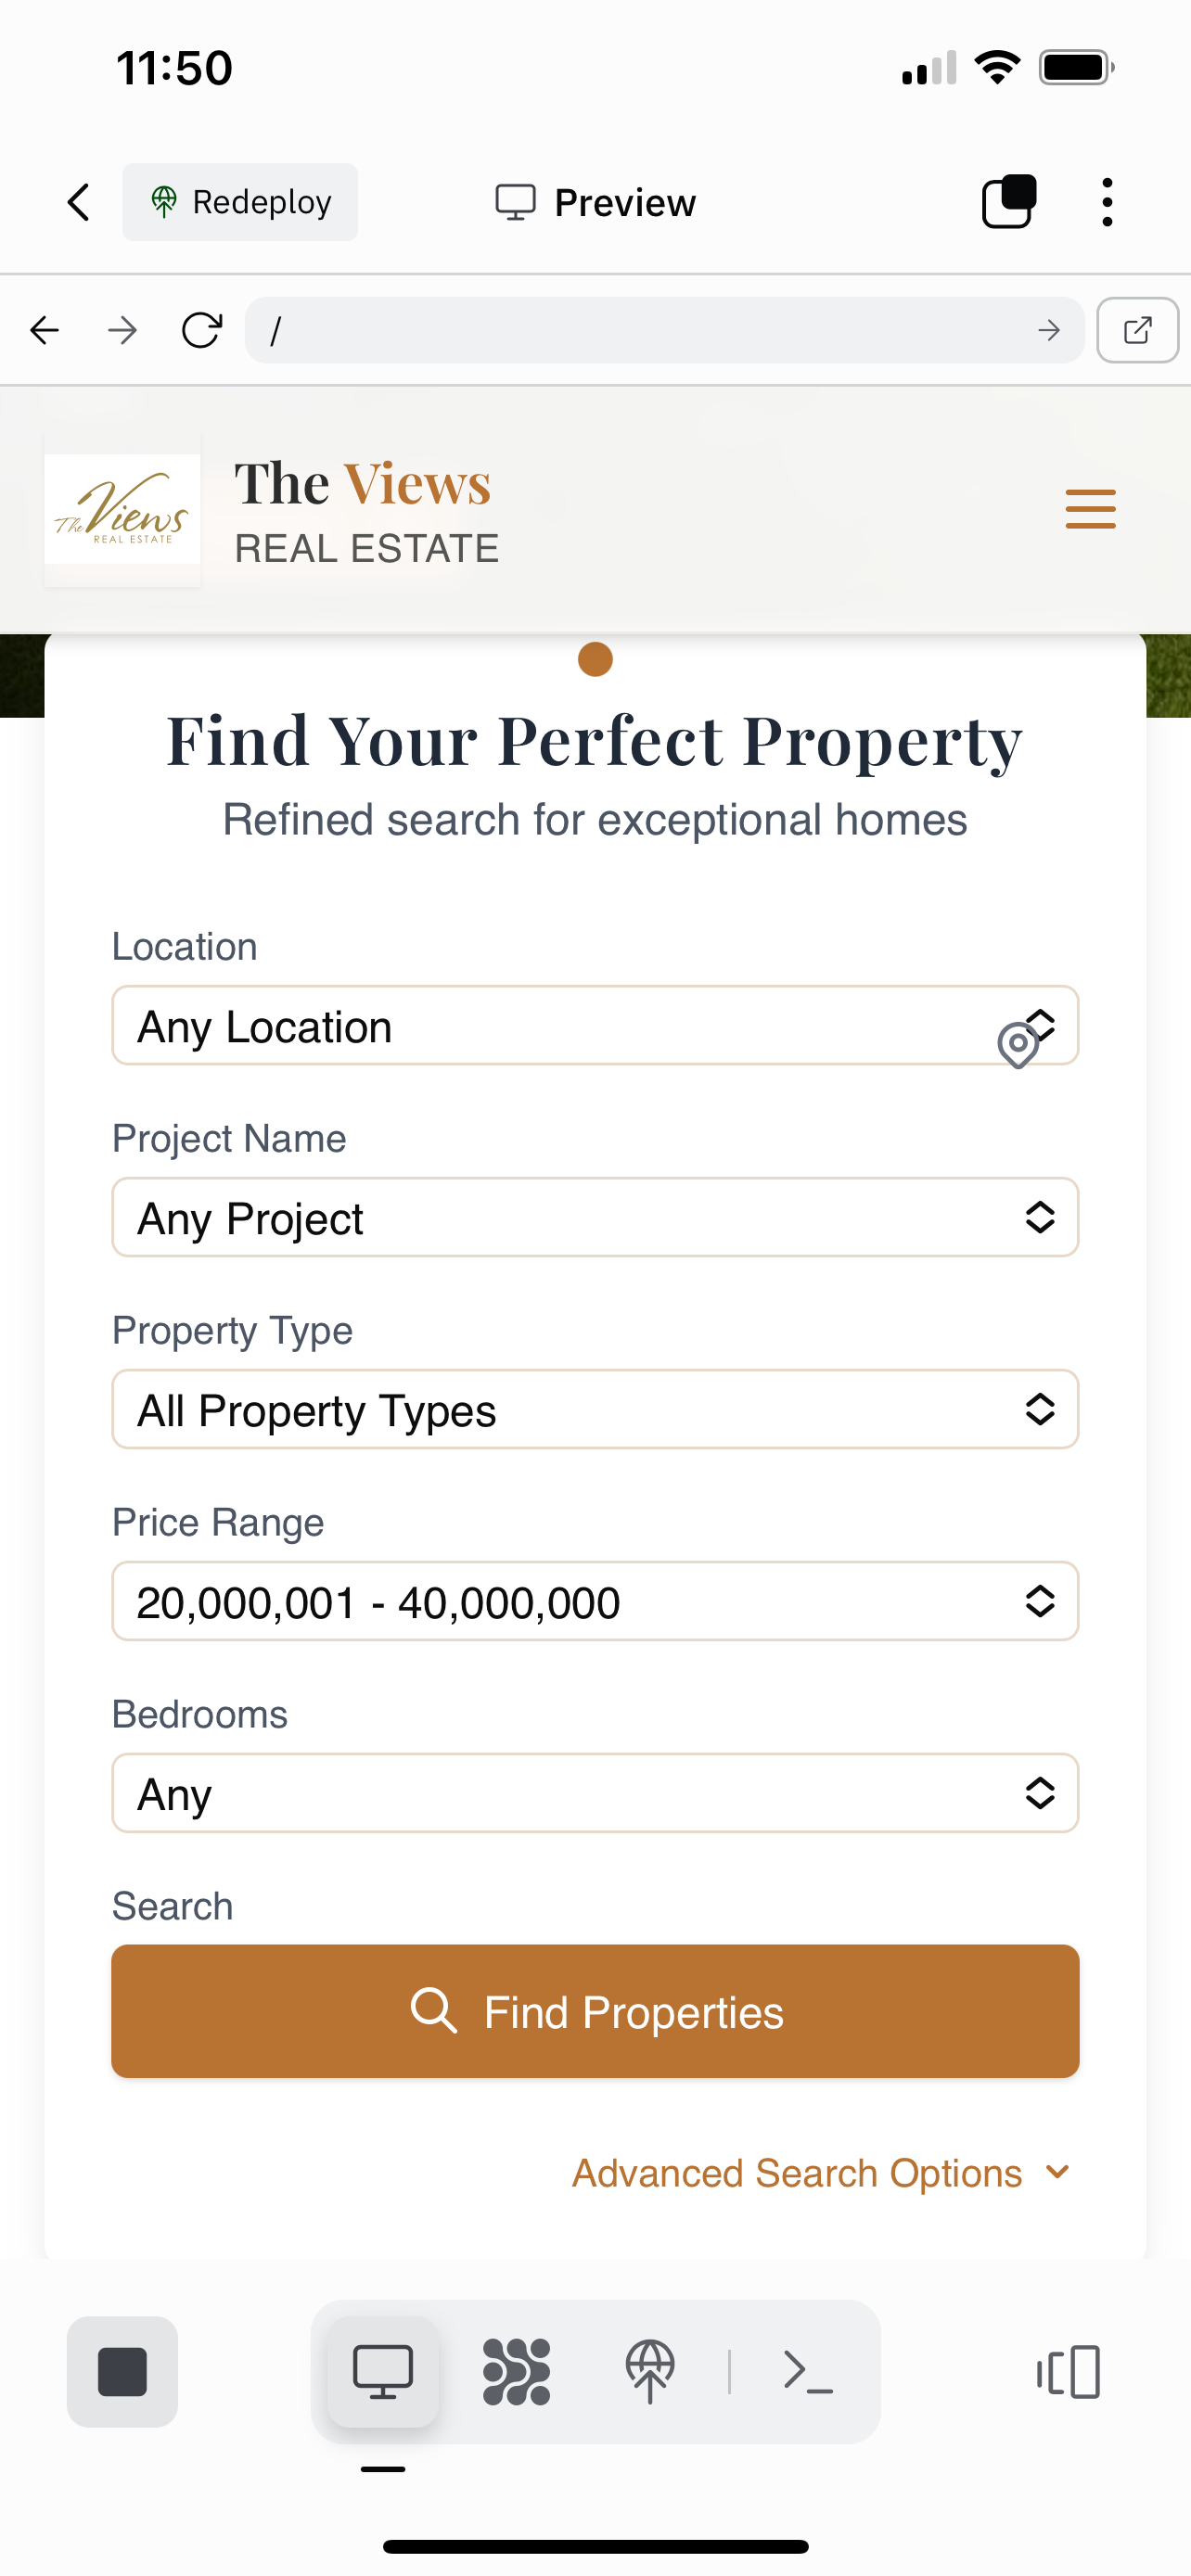 11:50
Redeploy
Preview
/
The Views
REAL ESTATE
The Views
REAL ESTATE
Find Your Perfect Property
Refined search for exceptional homes
Location
Any Location
Project Name
Any Project
Property Type
All Property Types
Price Range
20,000,001 - 40,000,000
Bedrooms
Any
Search
Find Properties
Advanced Search Options